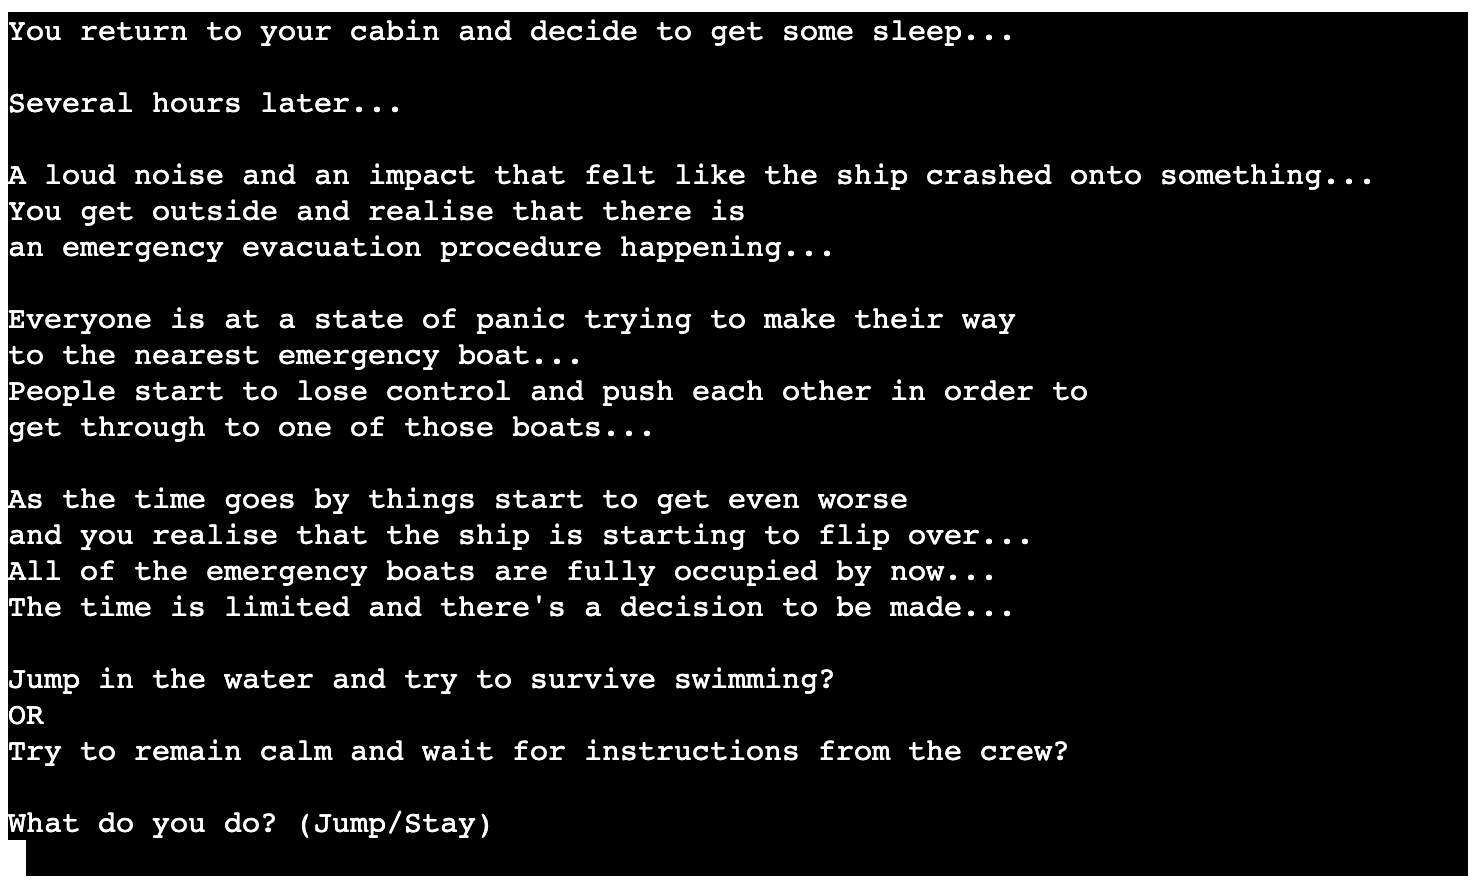 You return to your cabin and decide to get some sleep...
Several hours later...
A loud noise and an impact that felt like the ship crashed onto something...
You get outside and realise that there is
an emergency evacuation procedure happening...
Everyone is at a state of panic trying to make their way
to the nearest emergency boat...
People start to lose control and push each other in order to
get through to one of those boats...
As the time goes by things start to get even worse
and you realise that the ship is starting to flip over...
All of the emergency boats are fully occupied by now...
The time is limited and there's a decision to be made...
Jump in the water and try to survive swimming?
OR
Try to remain calm and wait for instructions from the crew?
What do you do? (Jump/Stay)